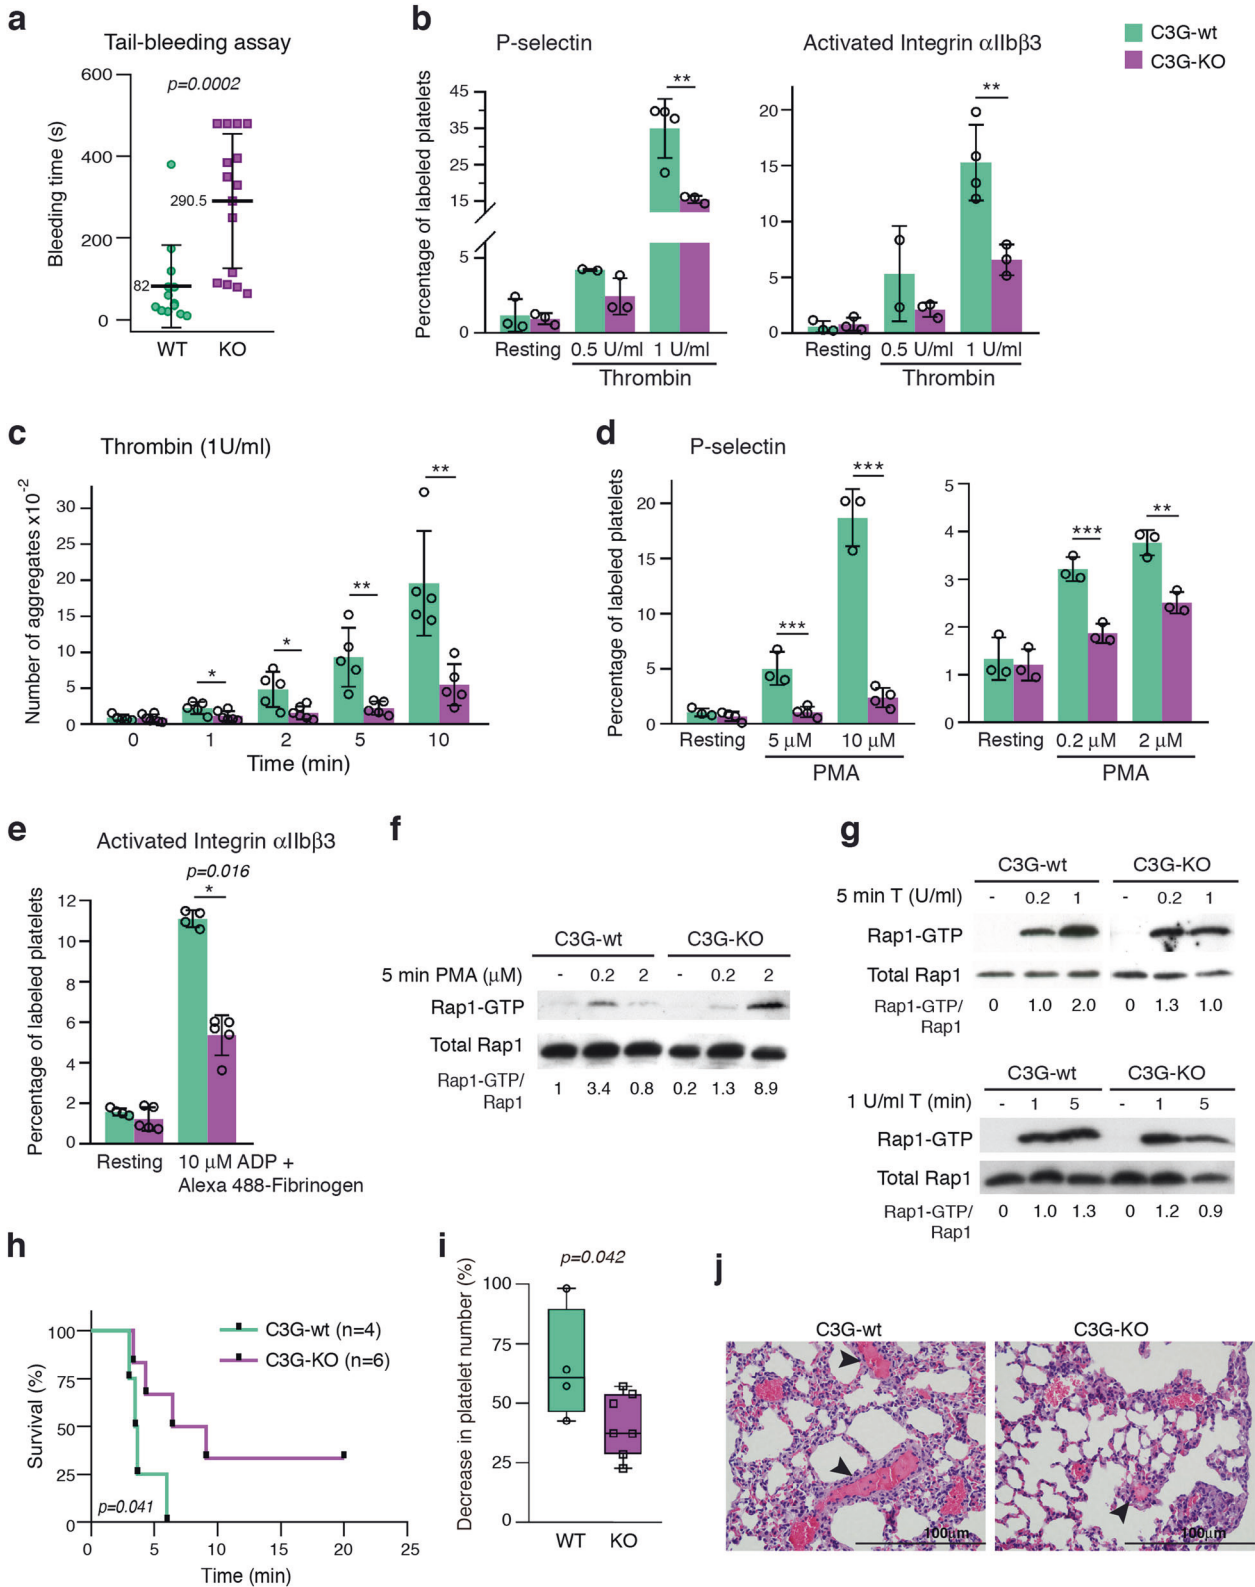 a
Tail-bleeding assay
Bleeding time (s)
600
400
200
0
p=0.0002
290.5
82
WT KO
b
P-selectin
Percentage of labeled platelets
45
35
25
15
5
0
**
Resting 0.5 U/ml 1 U/ml
Thrombin
Activated Integrin αIIbβ3
20
15
10
5
0
**
Resting 0.5 U/ml 1 U/ml
Thrombin
C3G-wt
C3G-KO
c
Thrombin (1U/ml)
Number of aggregates x10-2
30
25
20
15
10
5
0
* * ** **
0 1 2 5 10
Time (min)
d
P-selectin
Percentage of labeled platelets
20
15
10
5
0
*** ***
Resting 5 μM 10 μM
PMA
5
4
3
2
1
0
*** **
Resting 0.2 μM 2 μM
PMA
e
Activated Integrin αIIbβ3
p=0.016
*
Percentage of labeled platelets
12
10
8
6
4
2
0
Resting 10 μM ADP +
Alexa 488-Fibrinogen
f
C3G-wt C3G-KO
5 min PMA (μM) - 0.2 2 - 0.2 2
Rap1-GTP
Total Rap1
Rap1-GTP/ 1 3.4 0.8 0.2 1.3 8.9
Rap1
g
C3G-wt C3G-KO
5 min T (U/ml) - 0.2 1 - 0.2 1
Rap1-GTP
Total Rap1
Rap1-GTP/ 0 1.0 2.0 0 1.3 1.0
Rap1
C3G-wt C3G-KO
1 U/ml T (min) - 1 5 - 1 5
Rap1-GTP
Total Rap1
Rap1-GTP/ 0 1.0 1.3 0 1.2 0.9
Rap1
h
Survival (%)
100
75
50
25
0
C3G-wt (n=4)
C3G-KO (n=6)
p=0.041
0 5 10 15 20 25
Time (min)
i
p=0.042
Decrease in platelet number (%)
100
75
50
25
0
WT KO
j
C3G-wt C3G-KO
100μm 100μm